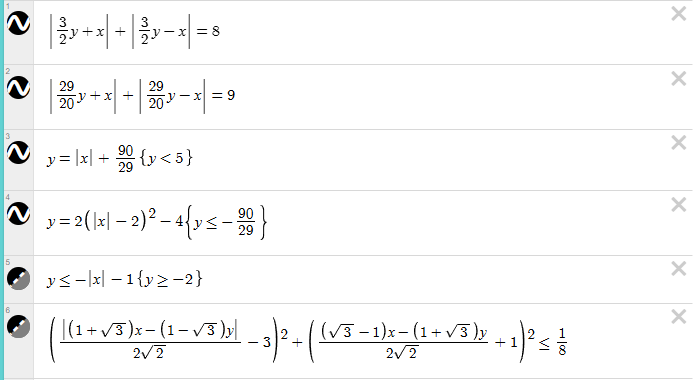 1
|3/2 y + x| + |3/2 y − x| = 8
2
|29/20 y + x| + |29/20 y − x| = 9
3
y = |x| + 90/29 {y < 5}
4
y = 2(|x| − 2)² − 4{y ≤ − 90/29}
5
y ≤ −|x| − 1{y ≥ −2}
6
(|(1 + √3)x − (1 − √3)y| / 2√2 − 3)² + ((√3 − 1)x − (1 + √3)y / 2√2 + 1)² ≤ 1/8